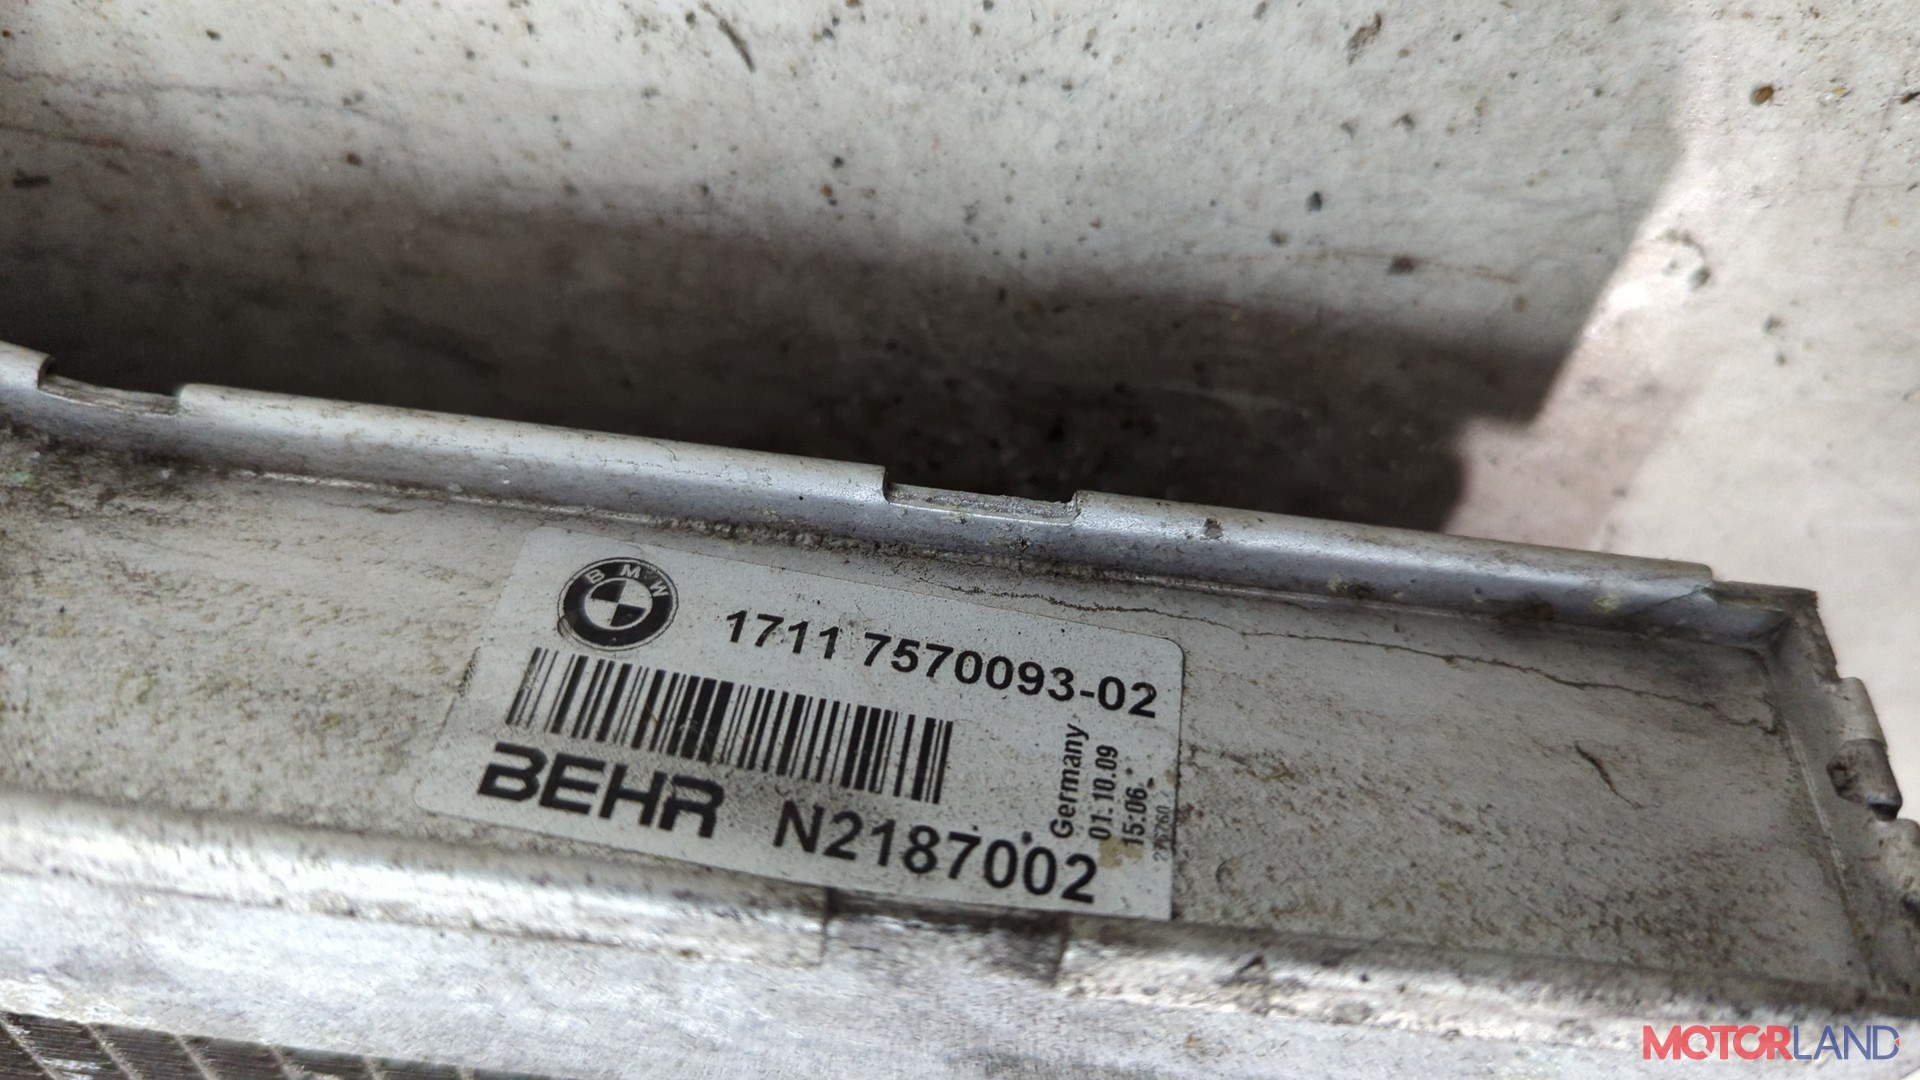 BMW
1711 7570093-02
BEHR
N2187002
Germany
01.10.09
15:06
MOTORLAND